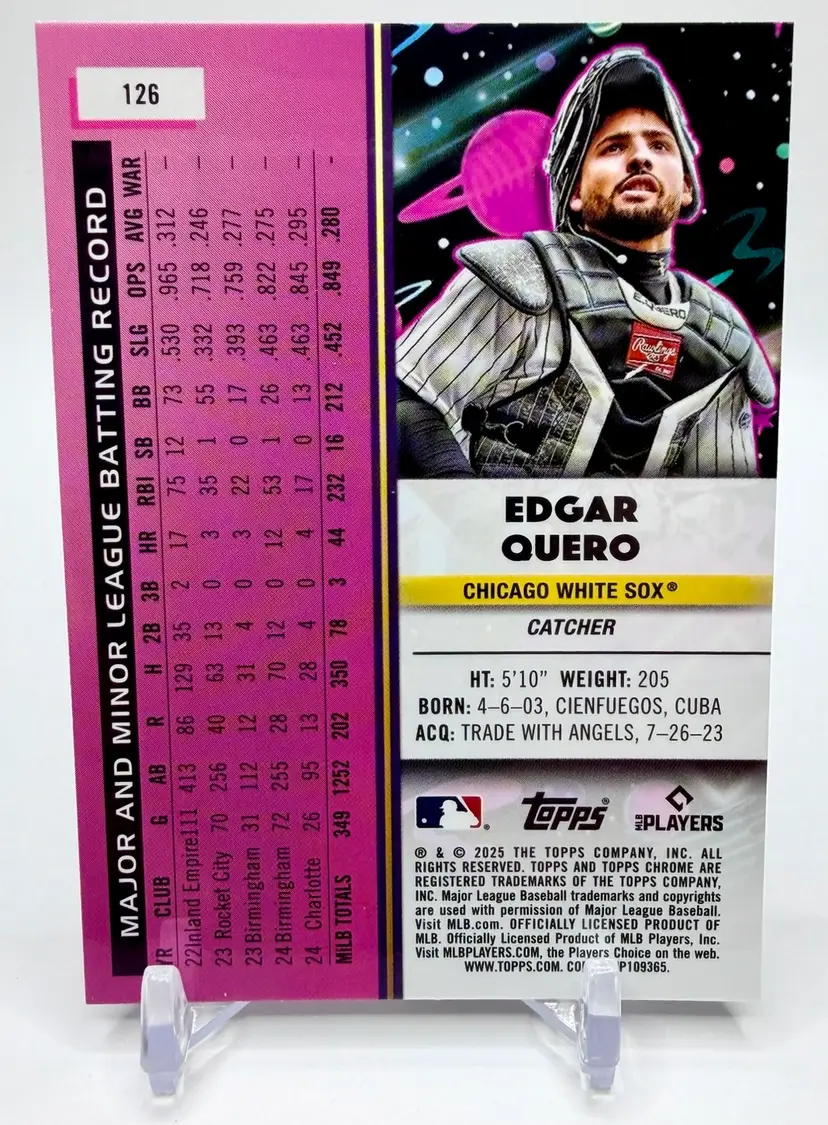 126
MAJOR AND MINOR LEAGUE BATTING RECORD
YR CLUB G AB R H 2B 3B HR RBI SB BB SLG OPS AVG WAR
22 Inland Empire 111 413 86 129 35 2 17 75 12 73 .530 .965 .312 –
23 Rocket City 70 256 40 63 13 0 3 35 1 55 .332 .718 .246 –
23 Birmingham 31 112 12 31 4 0 3 22 0 17 .393 .759 .277 –
24 Birmingham 72 255 28 70 12 0 12 53 1 26 .463 .822 .275 –
24 Charlotte 26 95 13 28 4 0 4 17 0 13 .463 .845 .295 –
MiLB TOTALS 349 1252 202 350 78 3 44 232 16 212 .452 .849 .280 -
Rawlings
EDGAR
QUERO
CHICAGO WHITE SOX®
CATCHER
HT: 5'10" WEIGHT: 205
BORN: 4–6–03, CIENFUEGOS, CUBA
ACQ: TRADE WITH ANGELS, 7–26–23
topps® MLB PLAYERS
® & © 2025 THE TOPPS COMPANY, INC. ALL
RIGHTS RESERVED. TOPPS AND TOPPS CHROME ARE
REGISTERED TRADEMARKS OF THE TOPPS COMPANY,
INC. Major League Baseball trademarks and copyrights
are used with permission of Major League Baseball.
Visit MLB.com. OFFICIALLY LICENSED PRODUCT OF
MLB. Officially Licensed Product of MLB Players, Inc.
Visit MLBPLAYERS.COM, the Players Choice on the web.
WWW.TOPPS.COM.